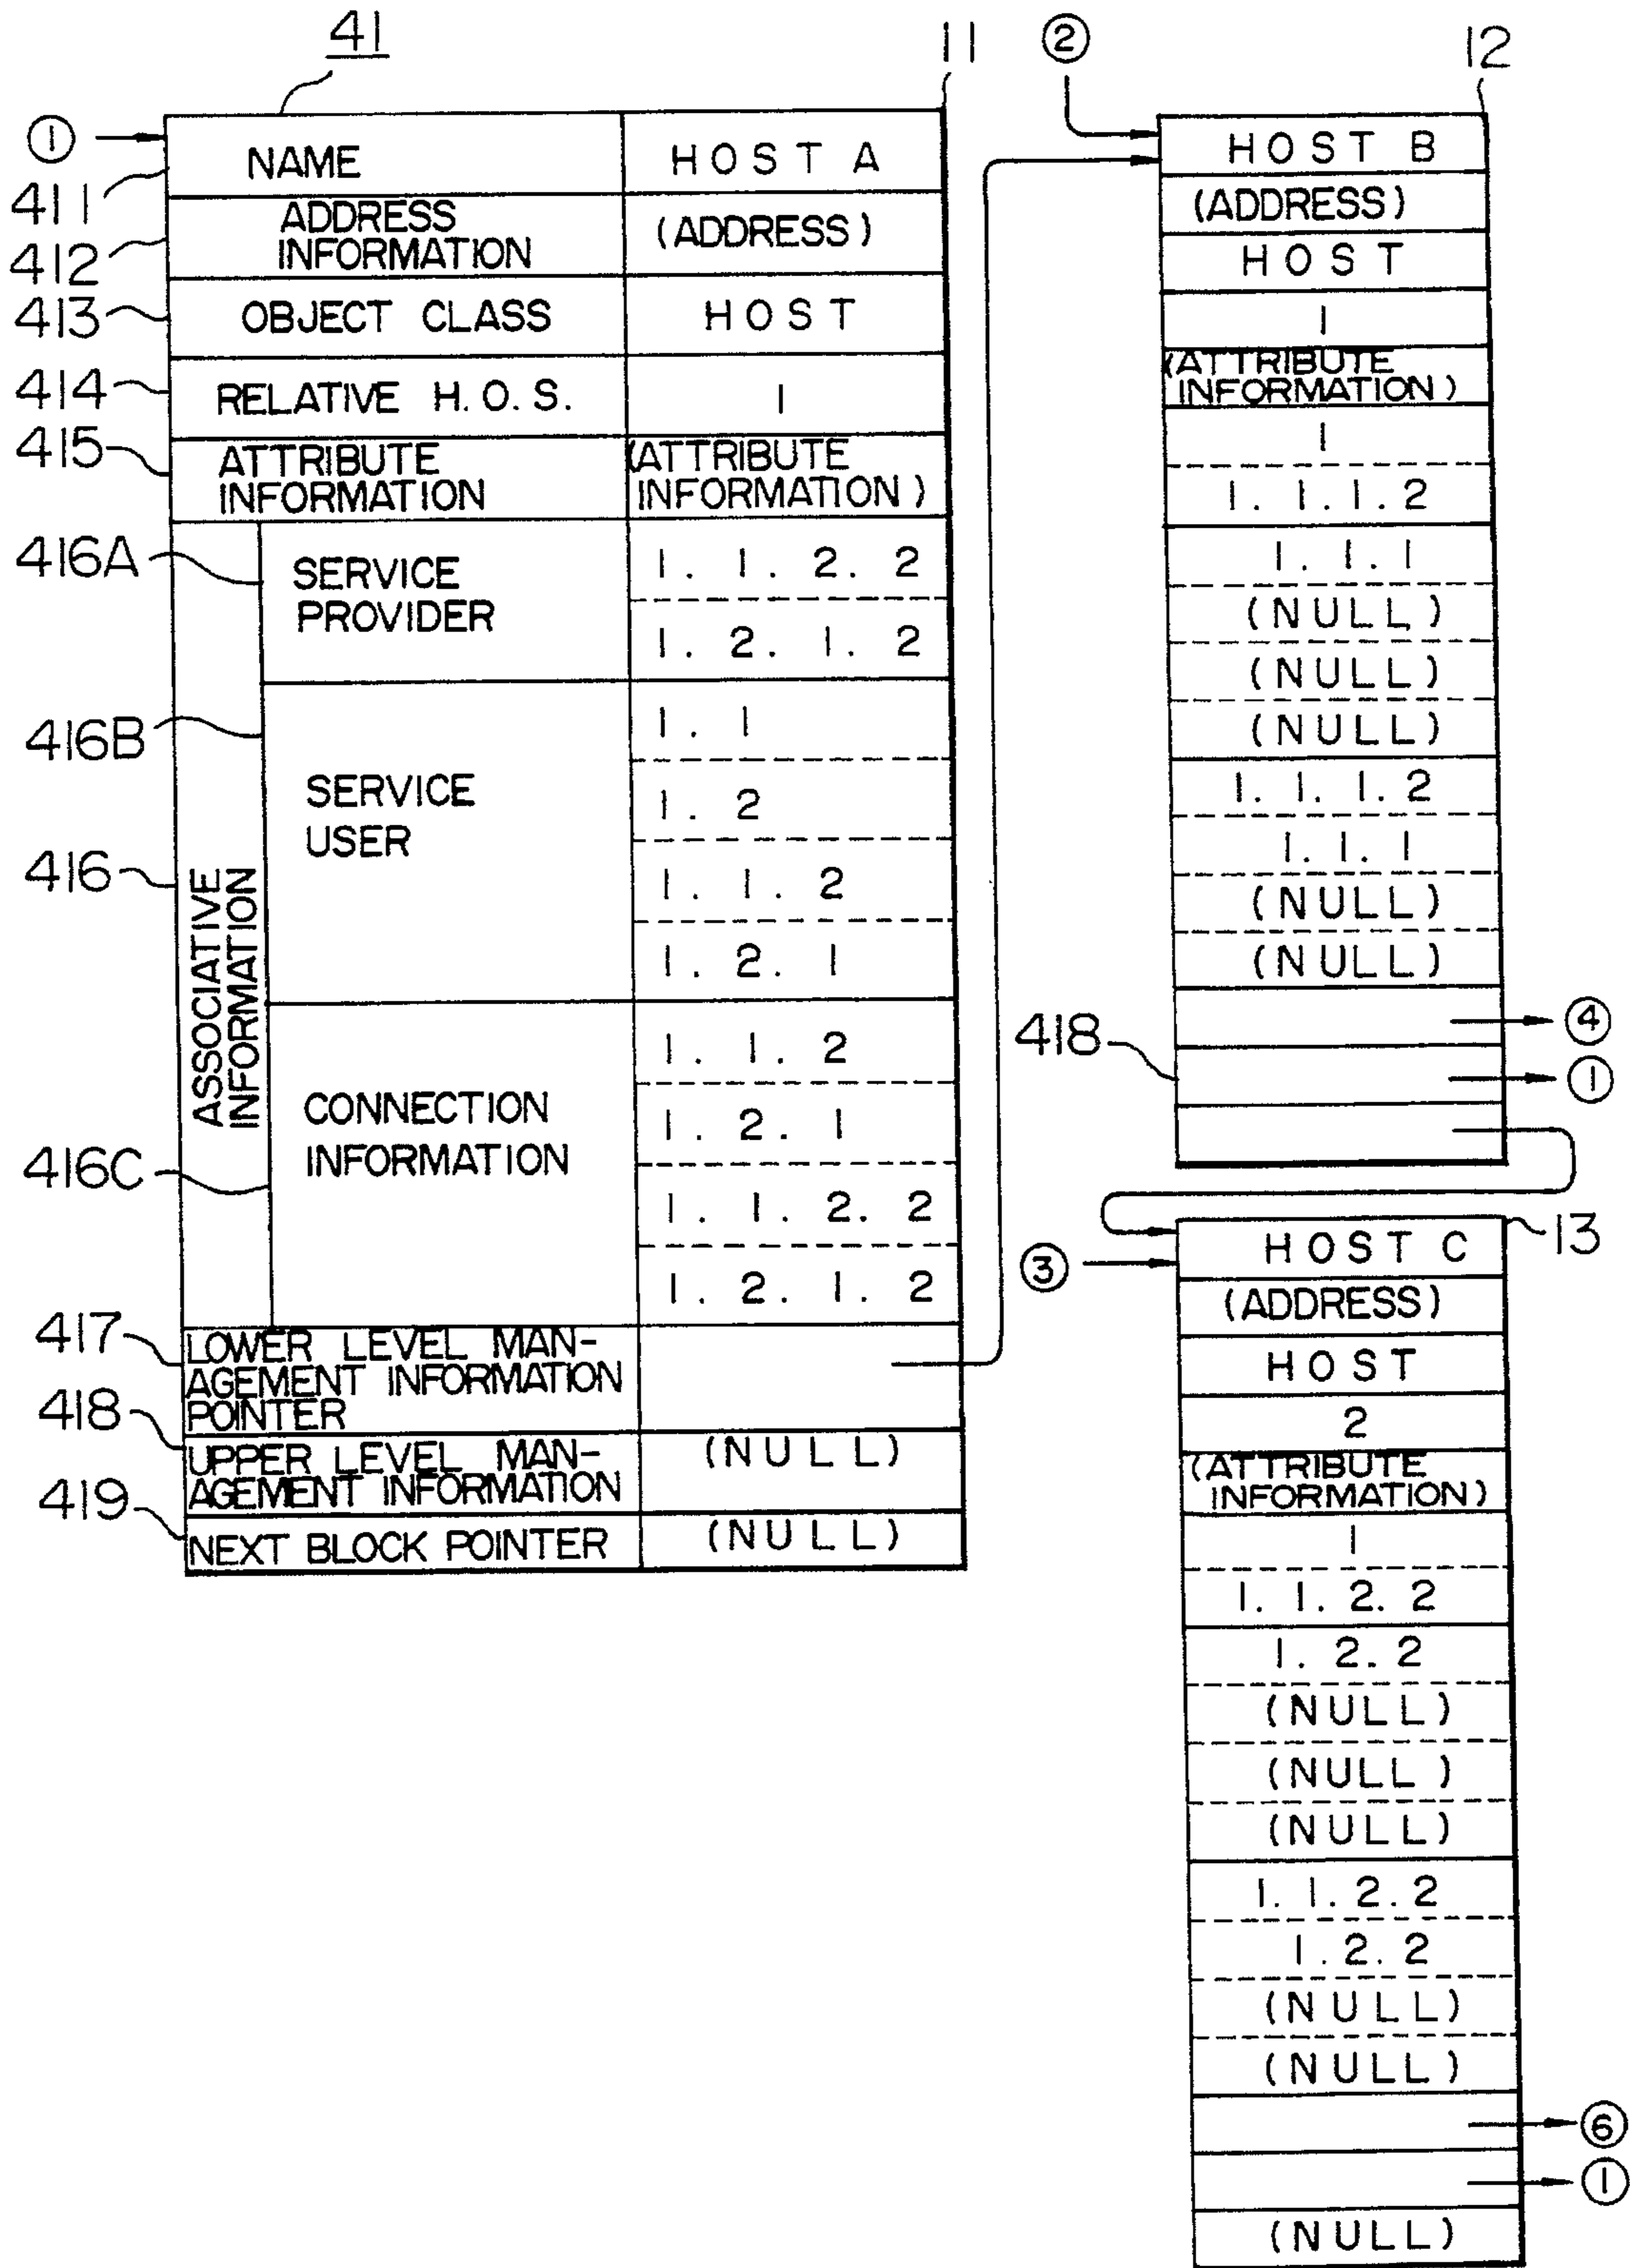 41
11
①
411
NAME
HOST A
412
ADDRESS
INFORMATION
(ADDRESS)
413
OBJECT CLASS
HOST
414
RELATIVE H.O.S.
1
415
ATTRIBUTE
INFORMATION
(ATTRIBUTE
INFORMATION)
416
ASSOCIATIVE
INFORMATION
416A
SERVICE
PROVIDER
1. 1. 2. 2
1. 2. 1. 2
416B
SERVICE
USER
1. 1
1. 2
1. 1. 2
1. 2. 1
416C
CONNECTION
INFORMATION
1. 1. 2
1. 2. 1
1. 1. 2. 2
1. 2. 1. 2
417
LOWER LEVEL MAN-
AGEMENT INFORMATION
POINTER
418
UPPER LEVEL MAN-
AGEMENT INFORMATION
(NULL)
419
NEXT BLOCK POINTER
(NULL)
②
12
HOST B
(ADDRESS)
HOST
1
(ATTRIBUTE
INFORMATION)
1
1. 1. 1. 2
1. 1. 1
(NULL)
(NULL)
(NULL)
1. 1. 1. 2
1. 1. 1
(NULL)
(NULL)
④
418
①
13
③
HOST C
(ADDRESS)
HOST
2
(ATTRIBUTE
INFORMATION)
1
1. 1. 2. 2
1. 2. 2
(NULL)
(NULL)
(NULL)
1. 1. 2. 2
1. 2. 2
(NULL)
(NULL)
⑥
①
(NULL)